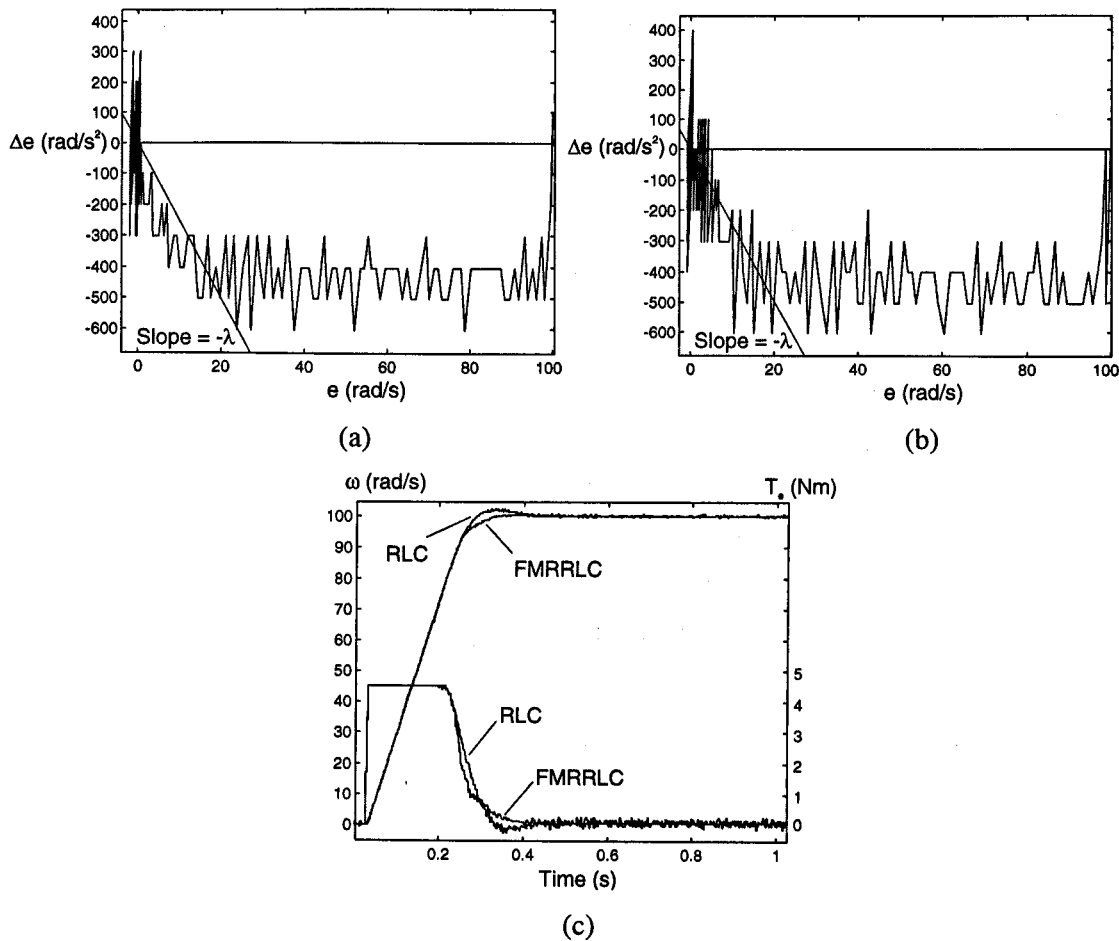 400
300
200
100
Δe (rad/s²) 0
-100
-200
-300
-400
-500
-600
Slope = -λ
0 20 40 60 80 100
e (rad/s)
(a)
400
300
200
100
Δe (rad/s²) 0
-100
-200
-300
-400
-500
-600
Slope = -λ
0 20 40 60 80 100
e (rad/s)
(b)
ω (rad/s) Tₑ (Nm)
100
90
80
70
60
50
40
30
20
10
0
RLC
FMRRLC
RLC
FMRRLC
5
4
3
2
1
0
0.2 0.4 0.6 0.8 1
Time (s)
(c)